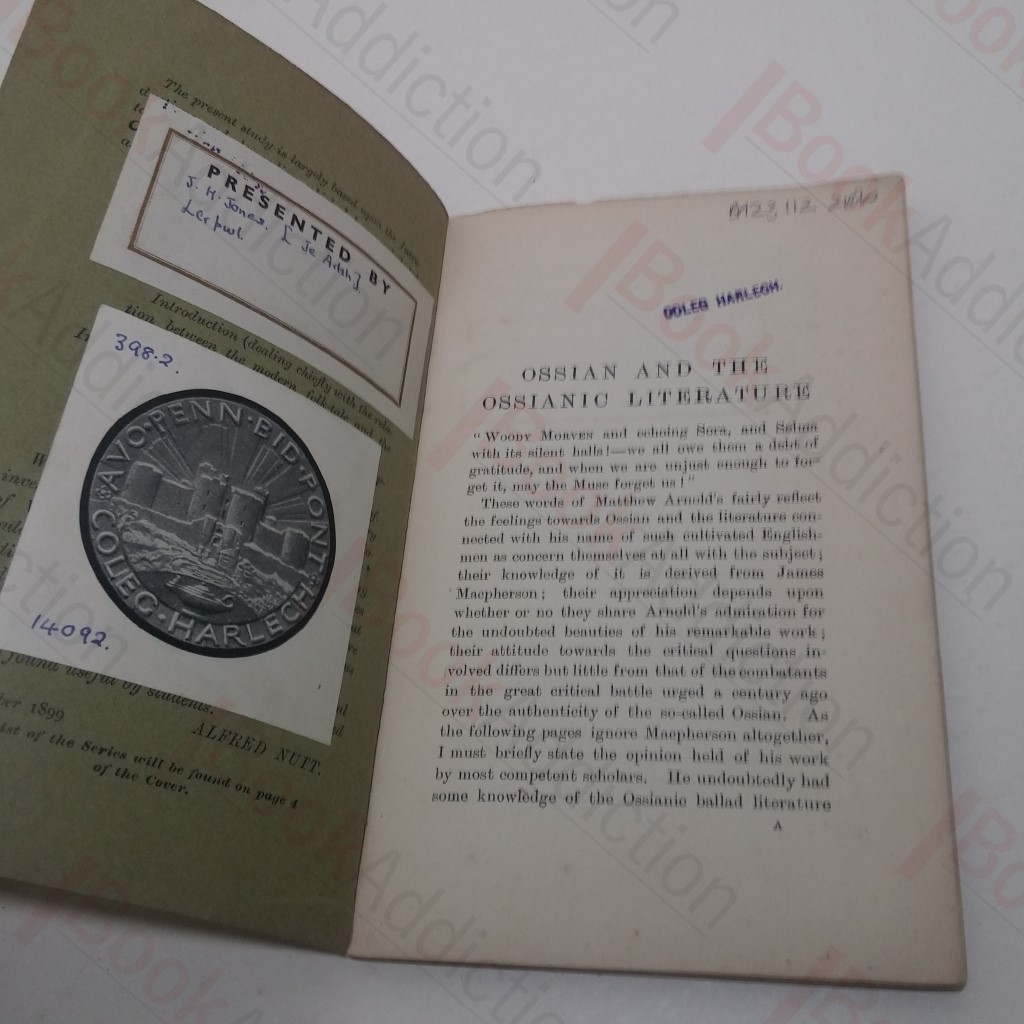 The present study is largely based upon the
PRESENTED BY
J. H. Jones.
Lerpwl.
Introduction (dealing chiefly with the rela-
tion between the modern folk-tale and the
398.2.
AVO·PENN·BID·PONT
COLEG·HARLECH
14092.
found useful by students.
ALFRED NUTT.
ber 1899
ist of the Series will be found on page 4
of the Cover.
COLEG HARLECH.
OSSIAN AND THE
OSSIANIC LITERATURE
"WOODY MORVEN and echoing Sora, and Selma
with its silent halls!—we all owe them a debt of
gratitude, and when we are unjust enough to for-
get it, may the Muse forget us!"
These words of Matthew Arnold's fairly reflect
the feelings towards Ossian and the literature con-
nected with his name of such cultivated English-
men as concern themselves at all with the subject;
their knowledge of it is derived from James
Macpherson; their appreciation depends upon
whether or no they share Arnold's admiration for
the undoubted beauties of his remarkable work;
their attitude towards the critical questions in-
volved differs but little from that of the combatants
in the great critical battle urged a century ago
over the authenticity of the so-called Ossian. As
the following pages ignore Macpherson altogether,
I must briefly state the opinion held of his work
by most competent scholars. He undoubtedly had
some knowledge of the Ossianic ballad literature
A
BookAddiction